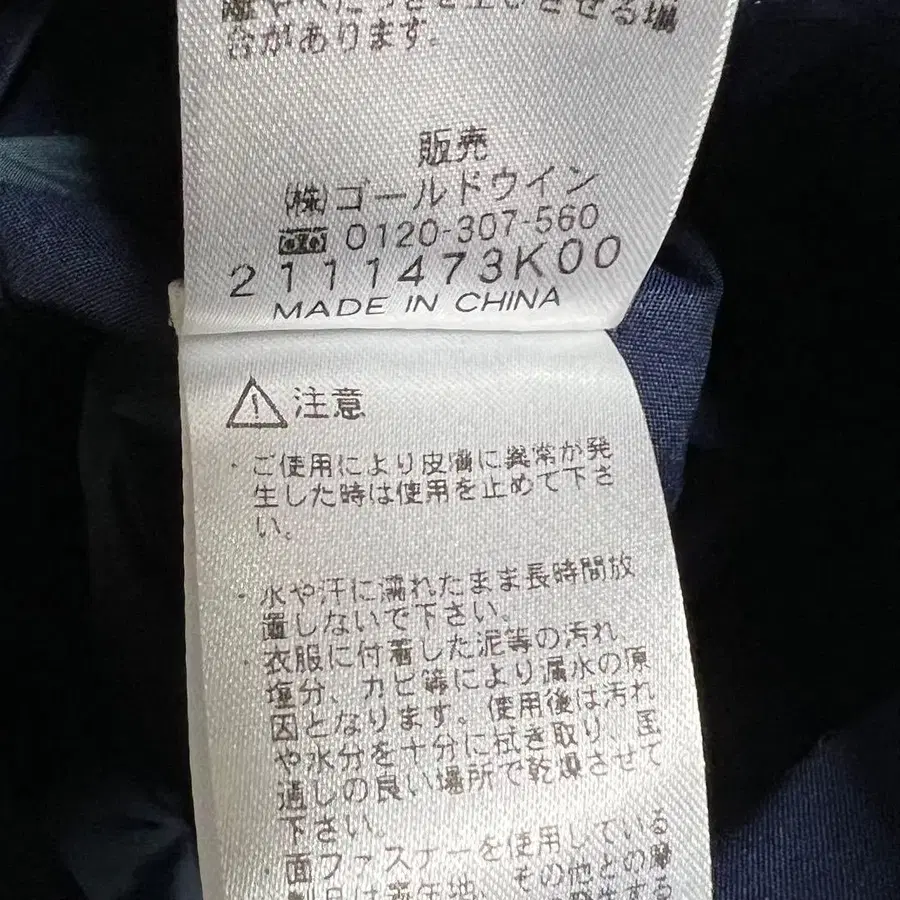 合があります。
販売
㈱ゴールドウイン
0120-307-560
2111473K00
MADE IN CHINA
注意
・ご使用により皮膚に異常が発
生した時は使用を止めて下さ
い。
・水や汗に濡れたまま長時間放
置しないで下さい。
・衣服に付着した泥等の汚れ
塩分、カビ等により漏水の原
因となります。使用後は汚れ
や水分を十分に拭き取り、風
通しの良い場所で乾燥させて
下さい。
・面ファスナーを使用している